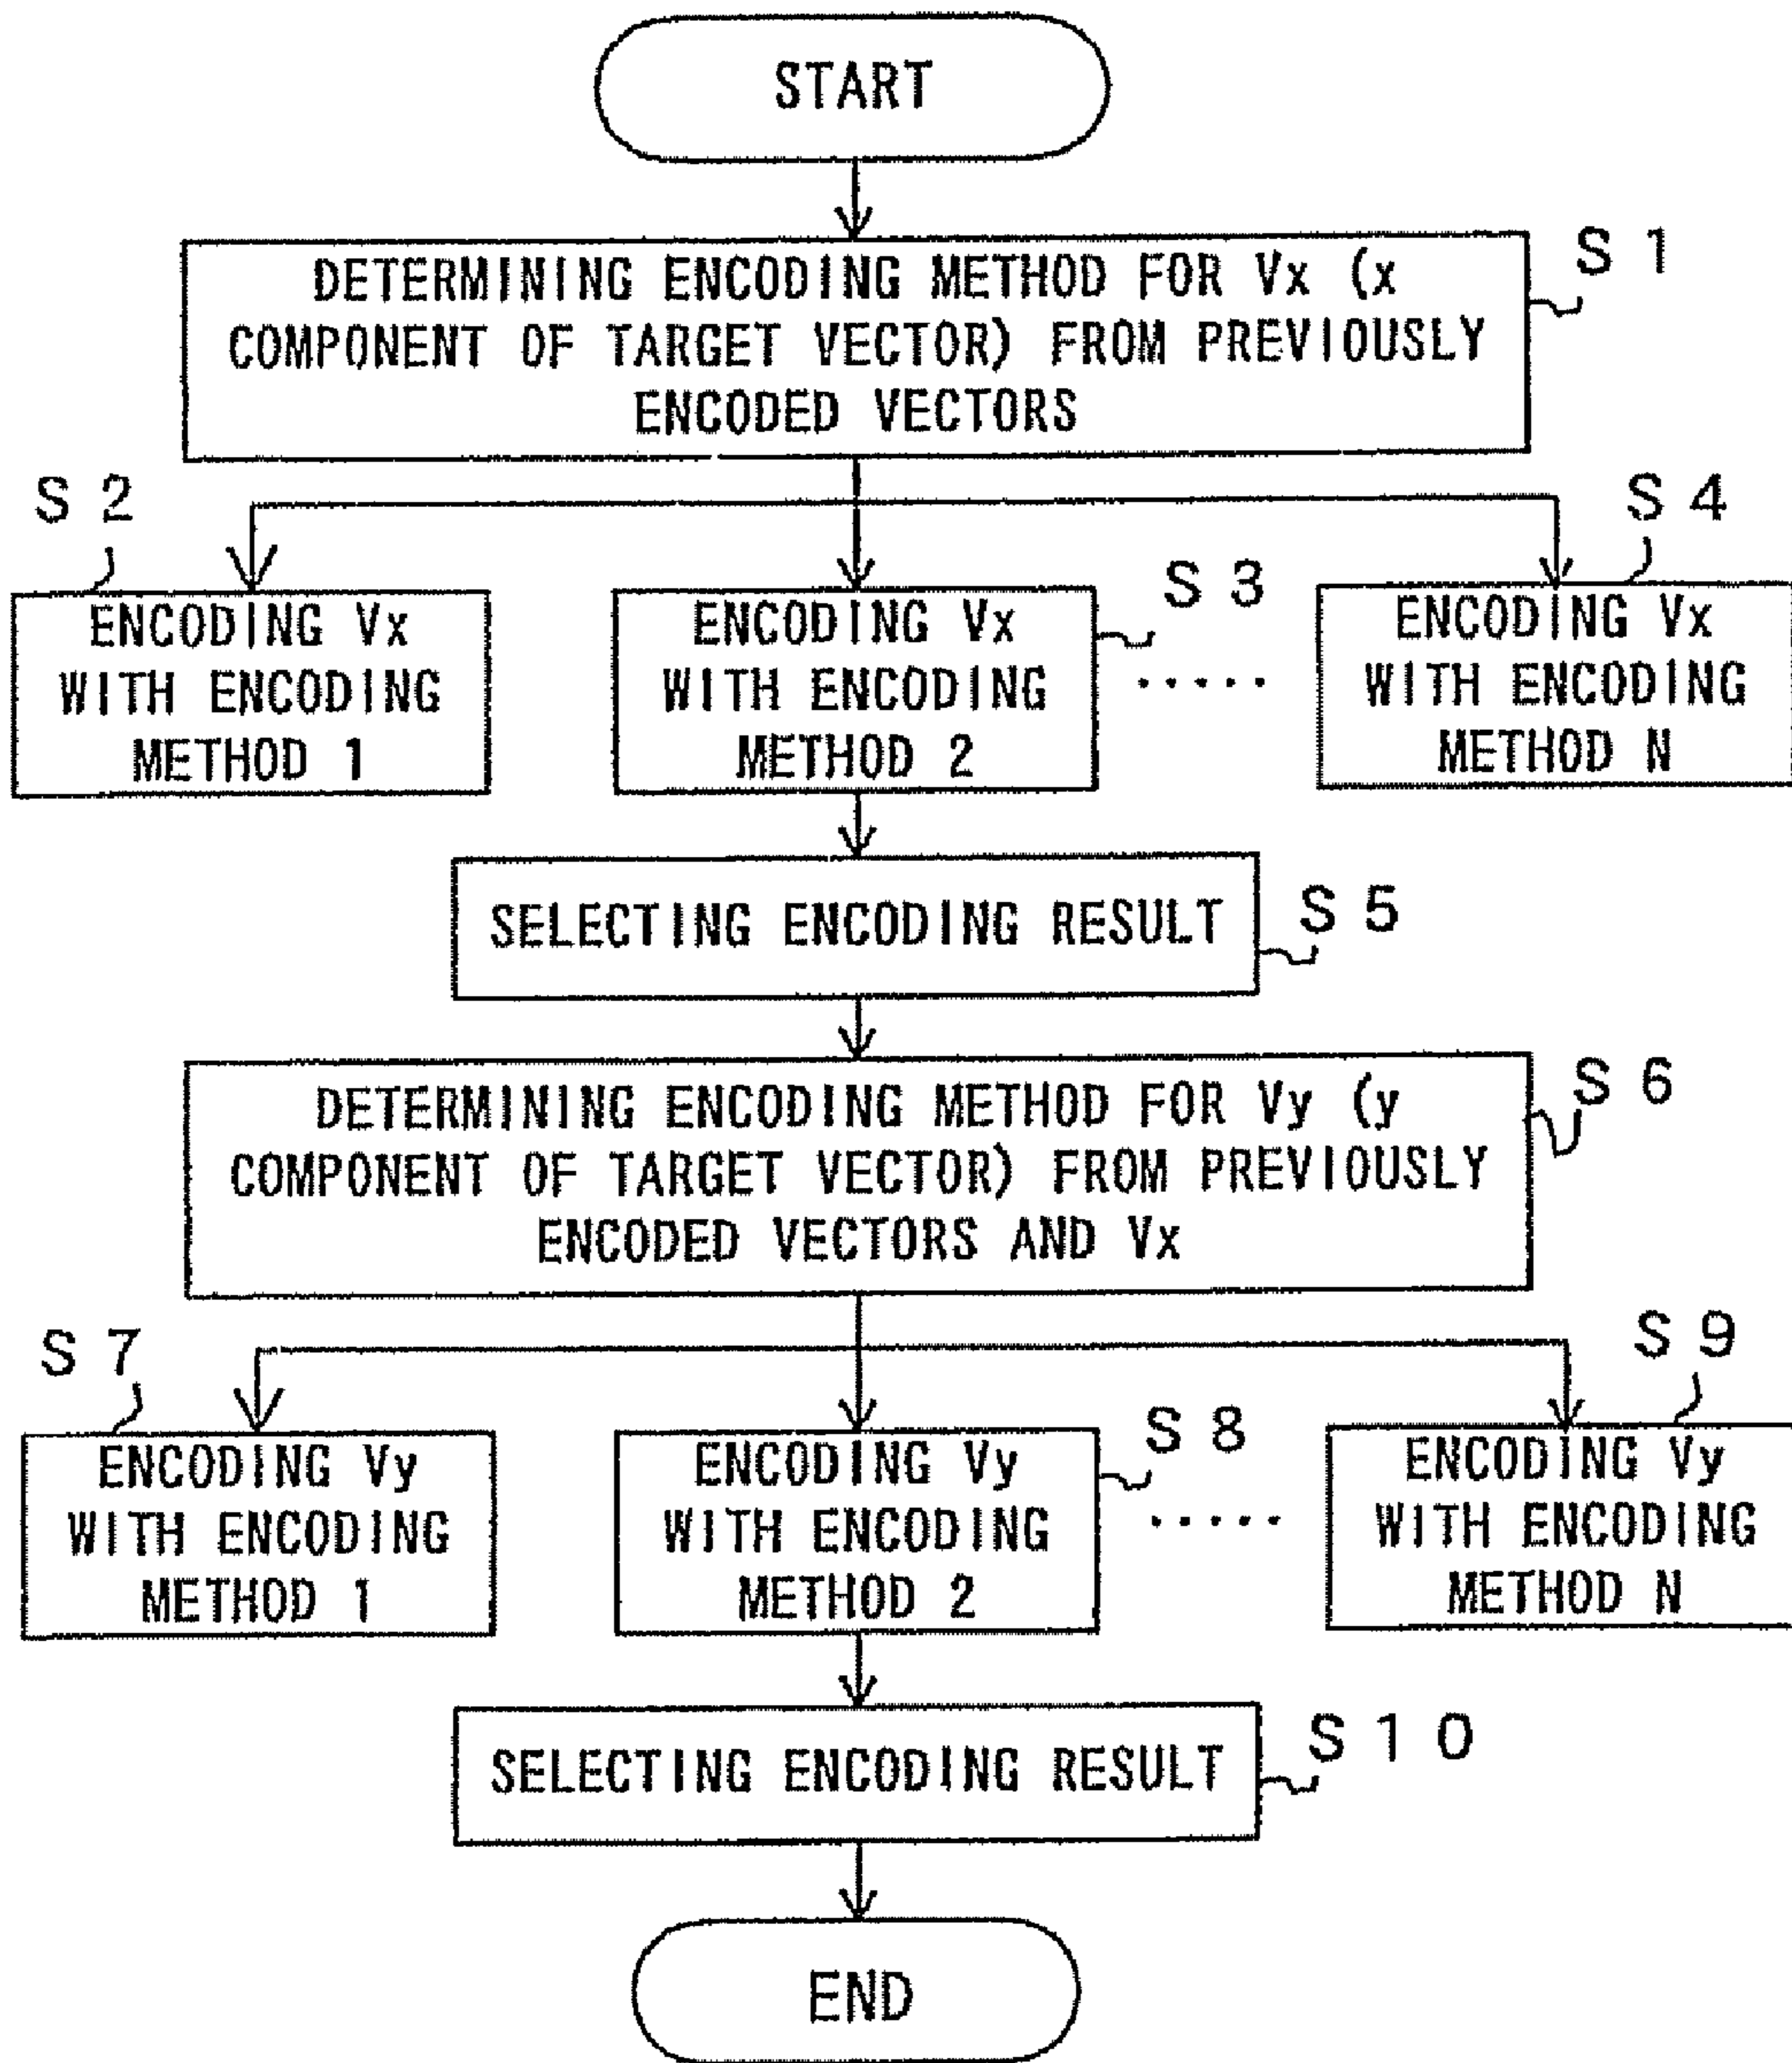 START
S 1
DETERMINING ENCODING METHOD FOR Vx (x
COMPONENT OF TARGET VECTOR) FROM PREVIOUSLY
ENCODED VECTORS
S 2
ENCODING Vx
WITH ENCODING
METHOD 1
S 3
ENCODING Vx
WITH ENCODING
METHOD 2
.....
S 4
ENCODING Vx
WITH ENCODING
METHOD N
SELECTING ENCODING RESULT
S 5
S 6
DETERMINING ENCODING METHOD FOR Vy (y
COMPONENT OF TARGET VECTOR) FROM PREVIOUSLY
ENCODED VECTORS AND Vx
S 7
ENCODING Vy
WITH ENCODING
METHOD 1
S 8
ENCODING Vy
WITH ENCODING
METHOD 2
.....
S 9
ENCODING Vy
WITH ENCODING
METHOD N
SELECTING ENCODING RESULT
S 1 0
END